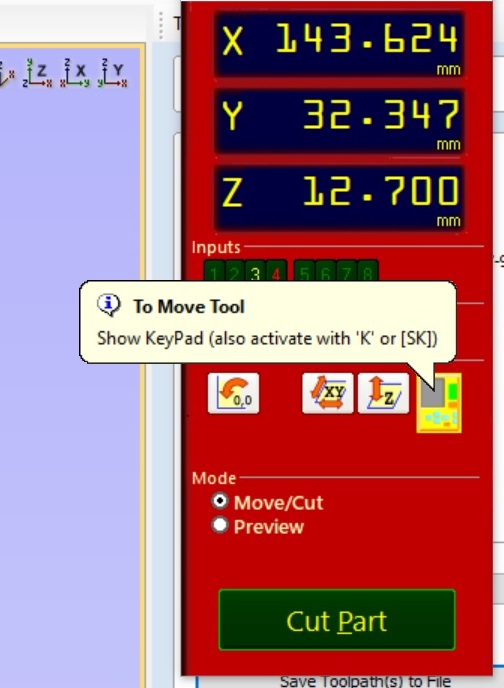 T
X 143.624
mm
Y 32.347
mm
Z 12.700
mm
Inputs
1 2 3 4 5 6 7 8
To Move Tool
Show KeyPad (also activate with 'K' or [SK])
0,0
XY
Z
Mode
Move/Cut
Preview
Cut Part
Save Toolpath(s) to File